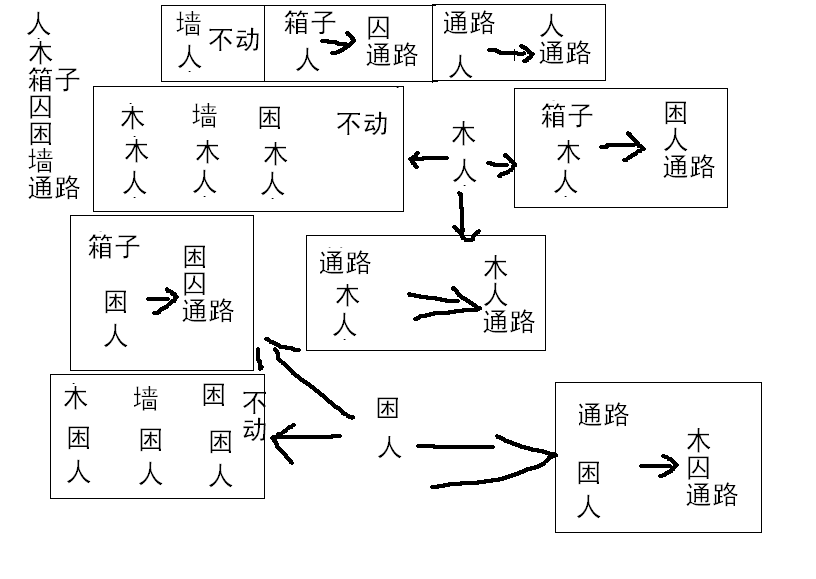 人
木
箱子
囚
困
墙
通路
墙 不动
人
箱子 囚
人 通路
通路 人
人 通路
木 墙 困 不动
木 木 木
人 人 人
木
人
箱子 困
木 人
人 通路
箱子 困
困 囚
人 通路
通路 木
木 人
人 通路
木 墙 困 不
困 困 困 动
人 人 人
困
人
通路 木
困 囚
人 通路